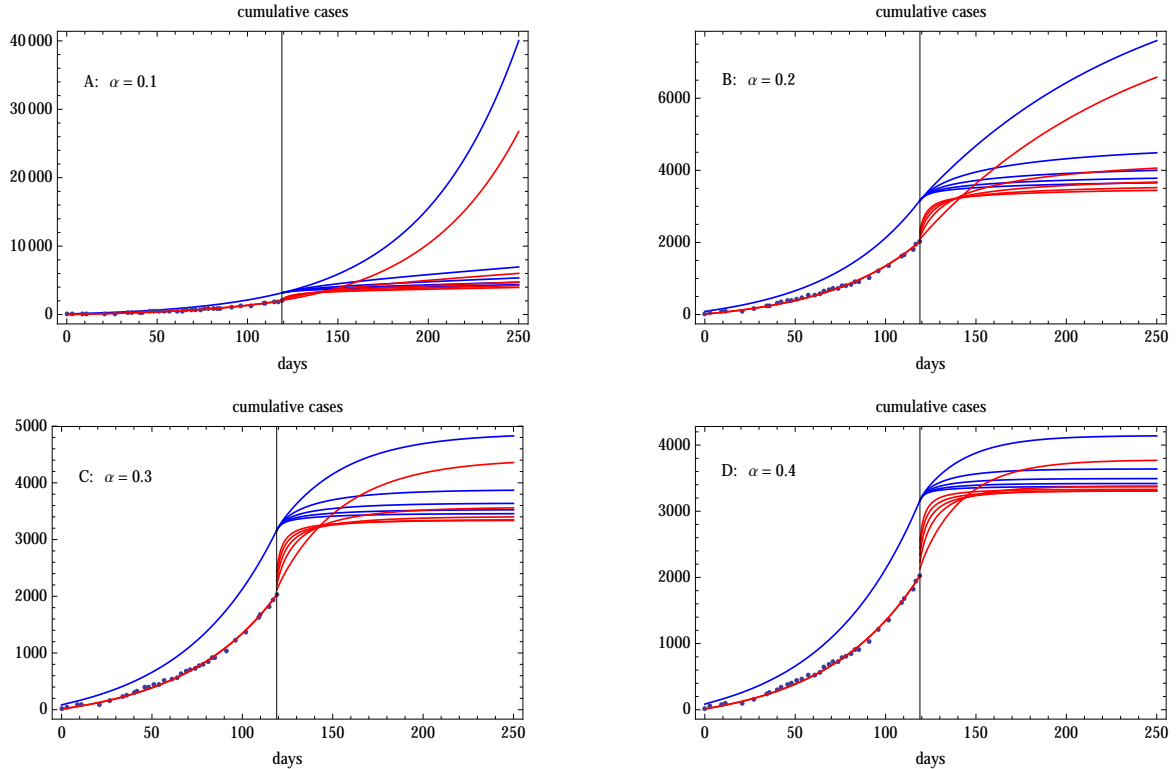 cumulative cases
A: α = 0.1
40 000
30 000
20 000
10 000
0
0 50 100 150 200 250
days
cumulative cases
B: α = 0.2
6000
4000
2000
0
0 50 100 150 200 250
days
cumulative cases
C: α = 0.3
5000
4000
3000
2000
1000
0
0 50 100 150 200 250
days
cumulative cases
D: α = 0.4
4000
3000
2000
1000
0
0 50 100 150 200 250
days